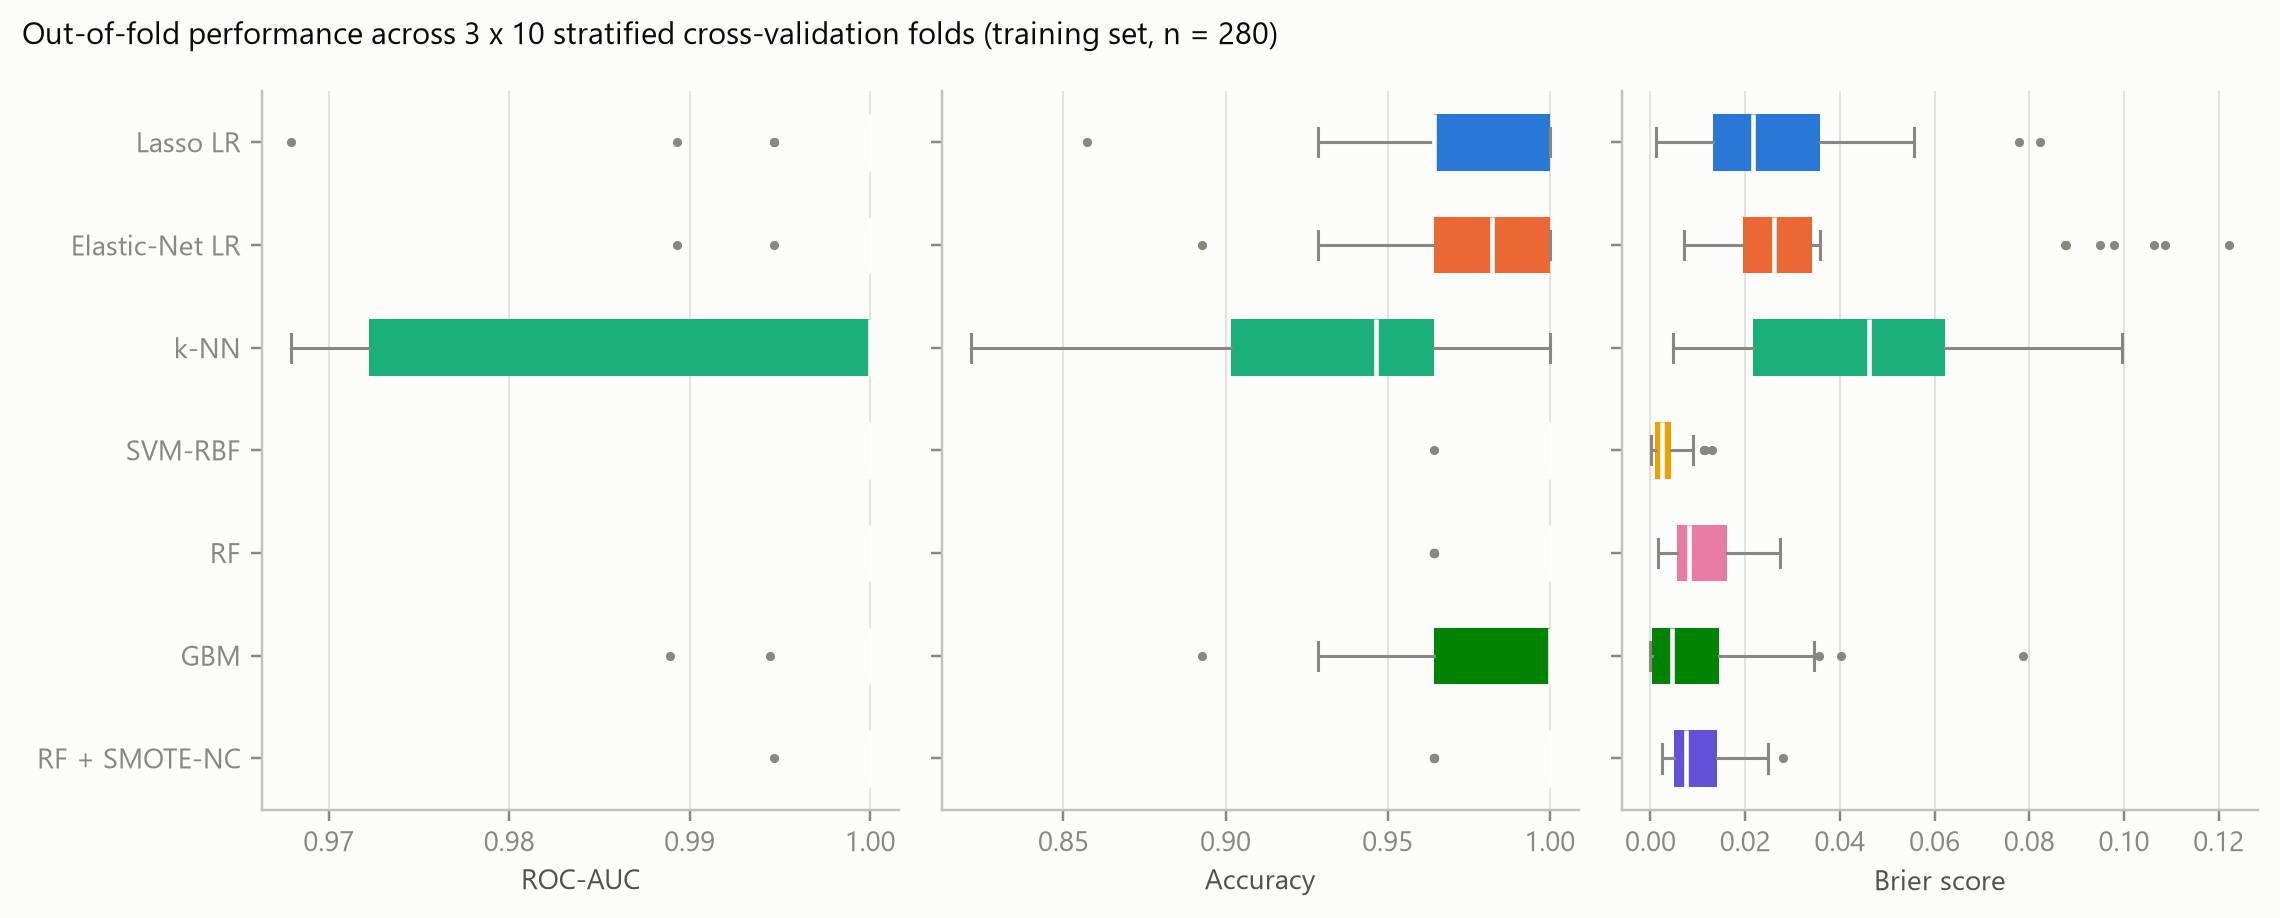 Out-of-fold performance across 3 x 10 stratified cross-validation folds (training set, n = 280)
Lasso LR
Elastic-Net LR
k-NN
SVM-RBF
RF
GBM
RF + SMOTE-NC
0.97 0.98 0.99 1.00
ROC-AUC
0.85 0.90 0.95 1.00
Accuracy
0.00 0.02 0.04 0.06 0.08 0.10 0.12
Brier score